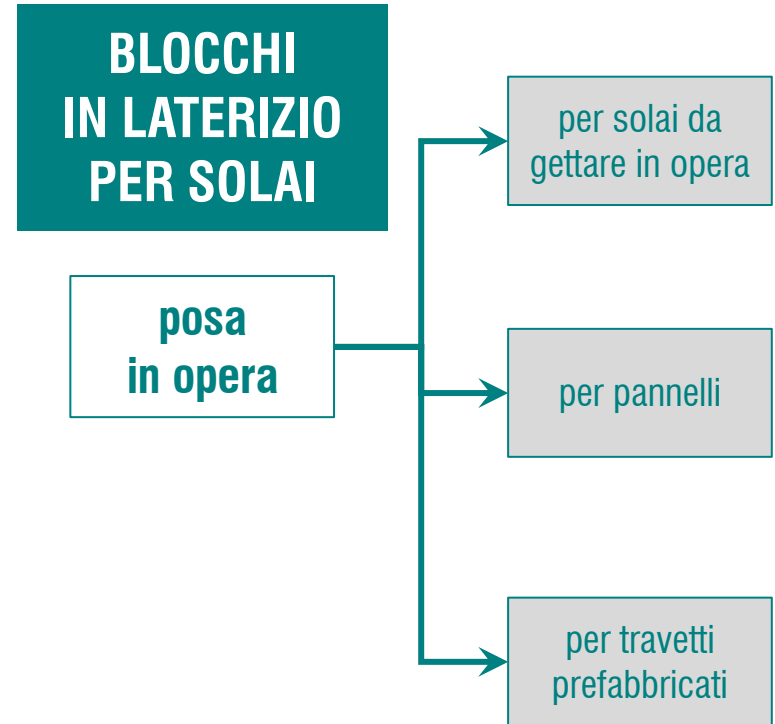 BLOCCHI
IN LATERIZIO
PER SOLAI
posa
in opera
per solai da
gettare in opera
per pannelli
per travetti
prefabbricati